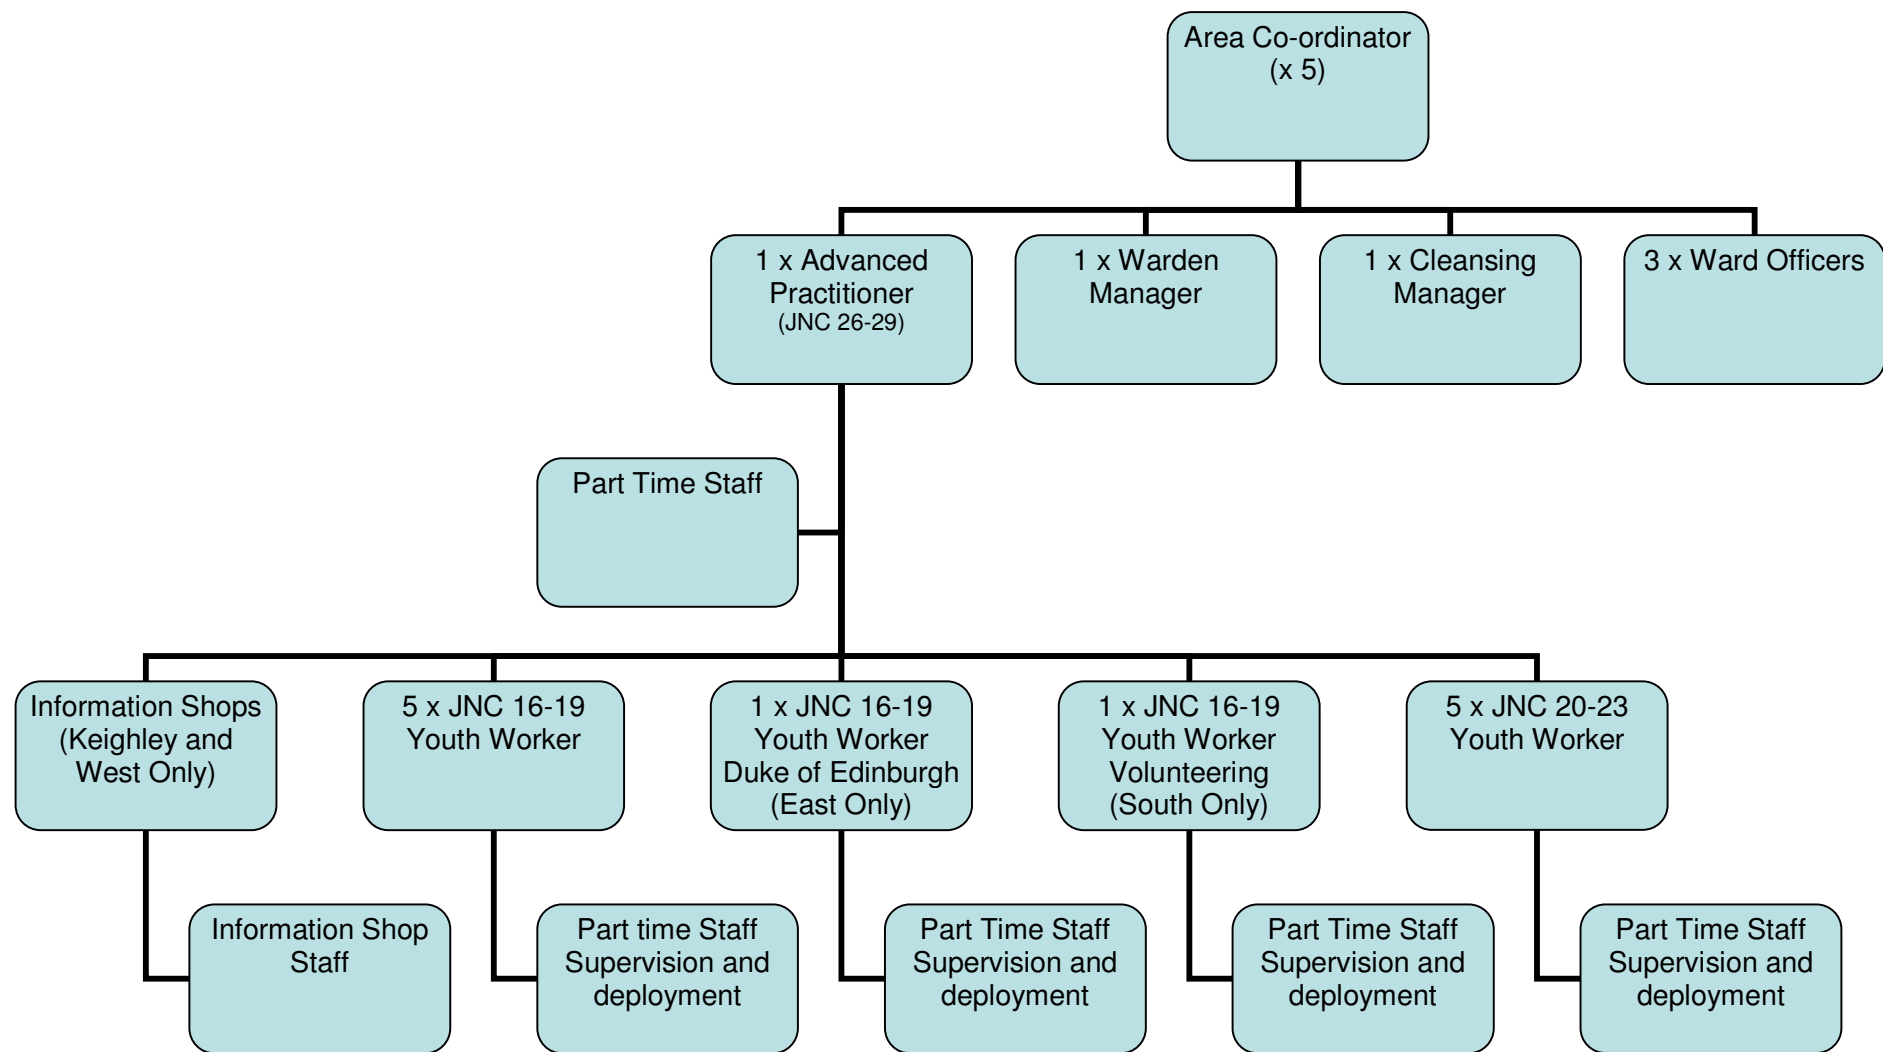 Area Co-ordinator
(x 5)
1 x Advanced
Practitioner
(JNC 26-29)
1 x Warden
Manager
1 x Cleansing
Manager
3 x Ward Officers
Part Time Staff
Information Shops
(Keighley and
West Only)
5 x JNC 16-19
Youth Worker
1 x JNC 16-19
Youth Worker
Duke of Edinburgh
(East Only)
1 x JNC 16-19
Youth Worker
Volunteering
(South Only)
5 x JNC 20-23
Youth Worker
Information Shop
Staff
Part time Staff
Supervision and
deployment
Part Time Staff
Supervision and
deployment
Part Time Staff
Supervision and
deployment
Part Time Staff
Supervision and
deployment